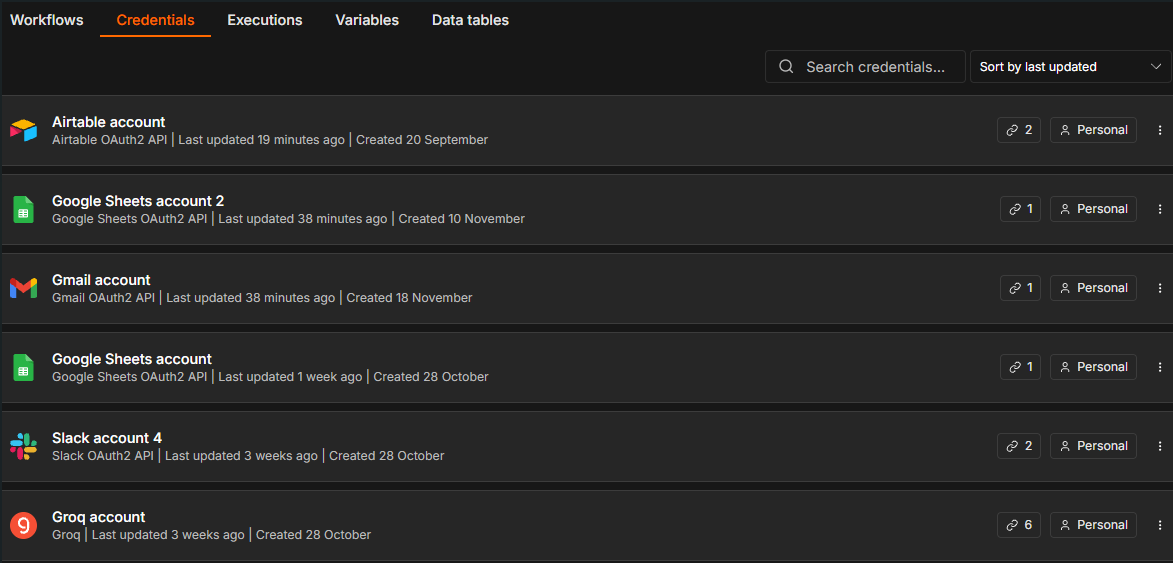 Workflows Credentials Executions Variables Data tables
Search credentials... Sort by last updated
Airtable account
Airtable OAuth2 API | Last updated 19 minutes ago | Created 20 September
2 Personal
Google Sheets account 2
Google Sheets OAuth2 API | Last updated 38 minutes ago | Created 10 November
1 Personal
Gmail account
Gmail OAuth2 API | Last updated 38 minutes ago | Created 18 November
1 Personal
Google Sheets account
Google Sheets OAuth2 API | Last updated 1 week ago | Created 28 October
1 Personal
Slack account 4
Slack OAuth2 API | Last updated 3 weeks ago | Created 28 October
2 Personal
Groq account
Groq | Last updated 3 weeks ago | Created 28 October
6 Personal